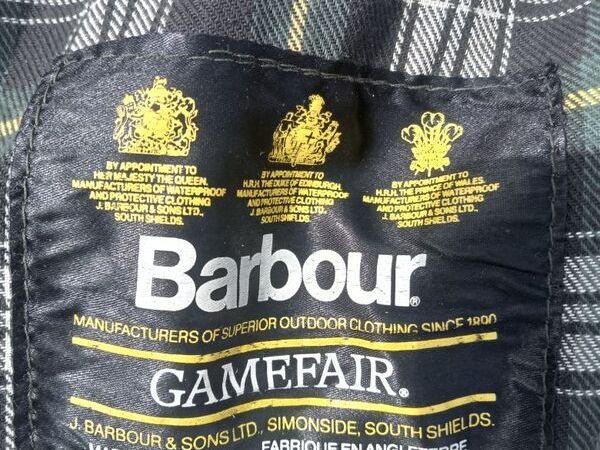 BY APPOINTMENT TO
HER MAJESTY THE QUEEN.
MANUFACTURERS OF WATERPROOF
AND PROTECTIVE CLOTHING
J. BARBOUR & SONS LTD.,
SOUTH SHIELDS.
BY APPOINTMENT TO
H.R.H. THE DUKE OF EDINBURGH.
MANUFACTURERS OF WATERPROOF
AND PROTECTIVE CLOTHING
J. BARBOUR & SONS LTD.,
SOUTH SHIELDS.
BY APPOINTMENT TO
H.R.H. THE PRINCE OF WALES.
MANUFACTURERS OF WATERPROOF
AND PROTECTIVE CLOTHING
J. BARBOUR & SONS LTD.,
SOUTH SHIELDS.
Barbour®
MANUFACTURERS OF SUPERIOR OUTDOOR CLOTHING SINCE 1890
GAMEFAIR®
J. BARBOUR & SONS LTD., SIMONSIDE, SOUTH SHIELDS.
FABRIQUE EN ANGLETERRE